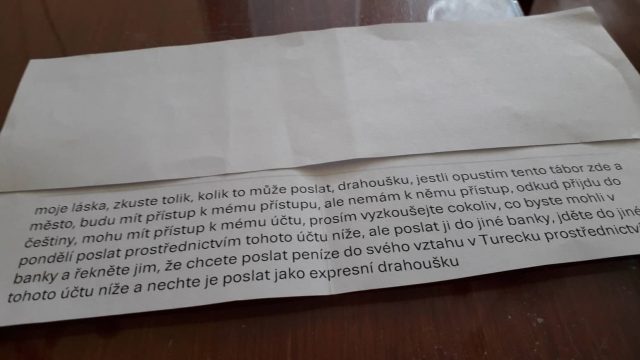 moje láska, zkuste tolik, kolik to může poslat, drahoušku, jestli opustím tento tábor zde a
město, budu mít přístup k mému přístupu, ale nemám k němu přístup, odkud přijdu do
češtiny, mohu mít přístup k mému účtu, prosím vyzkoušejte cokoliv, co byste mohli v
pondělí poslat prostřednictvím tohoto účtu níže, ale poslat ji do jiné banky, jděte do jiné
banky a řekněte jim, že chcete poslat peníze do svého vztahu v Turecku prostřednictví
tohoto účtu níže a nechte je poslat jako expresní drahoušku